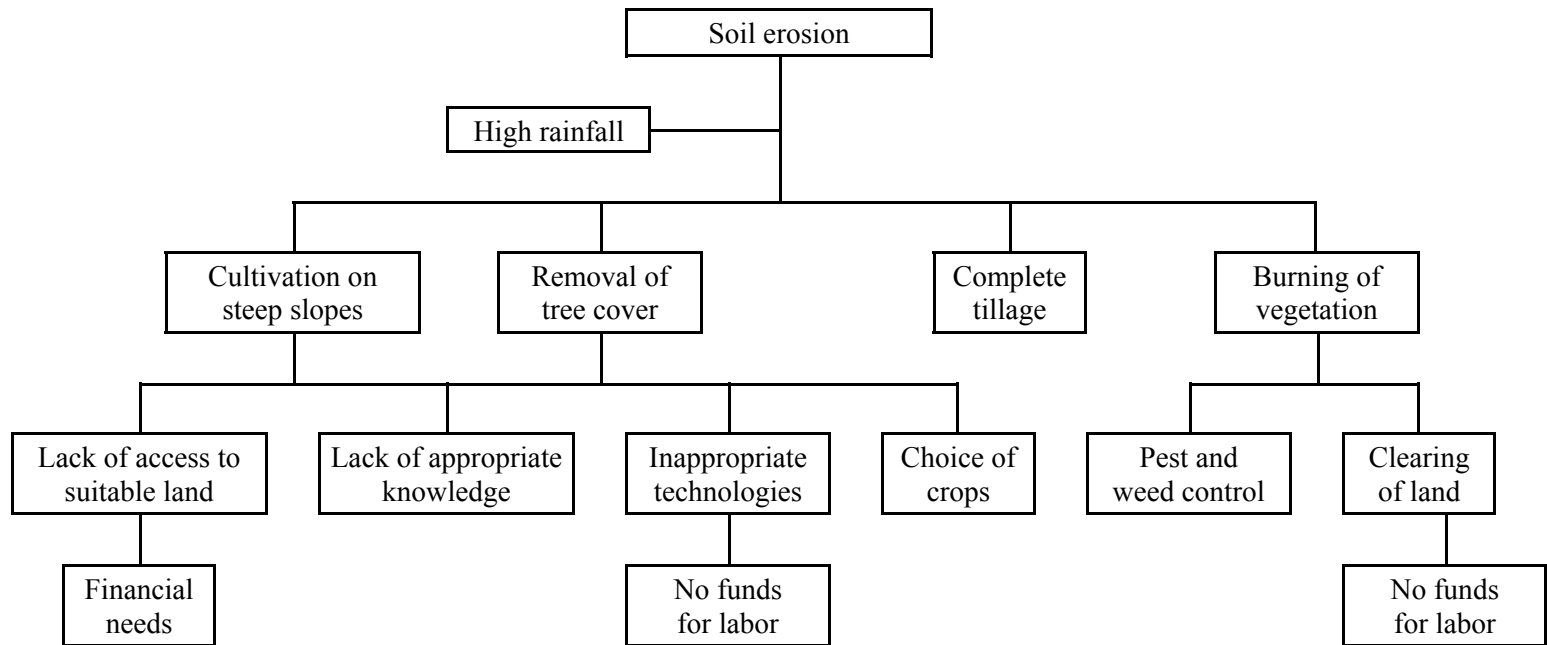 Soil erosion
High rainfall
Cultivation on
steep slopes
Removal of
tree cover
Complete
tillage
Burning of
vegetation
Lack of access to
suitable land
Lack of appropriate
knowledge
Inappropriate
technologies
Choice of
crops
Pest and
weed control
Clearing
of land
Financial
needs
No funds
for labor
No funds
for labor